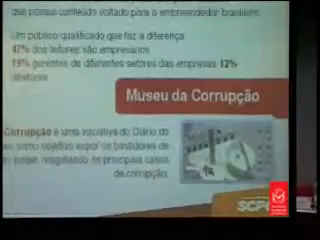 que possui conteúdo voltado para o empreendedor brasileiro
Um público qualificado que faz a diferença
47% dos leitores são empresários
19% gerentes de diferentes setores das empresas 12%
diretores
Museu da Corrupção
Corrupção é uma iniciativa do Diário do
como objetivo expor os bastidores de
poder, resgatando os principais casos
de corrupção.
SCPC